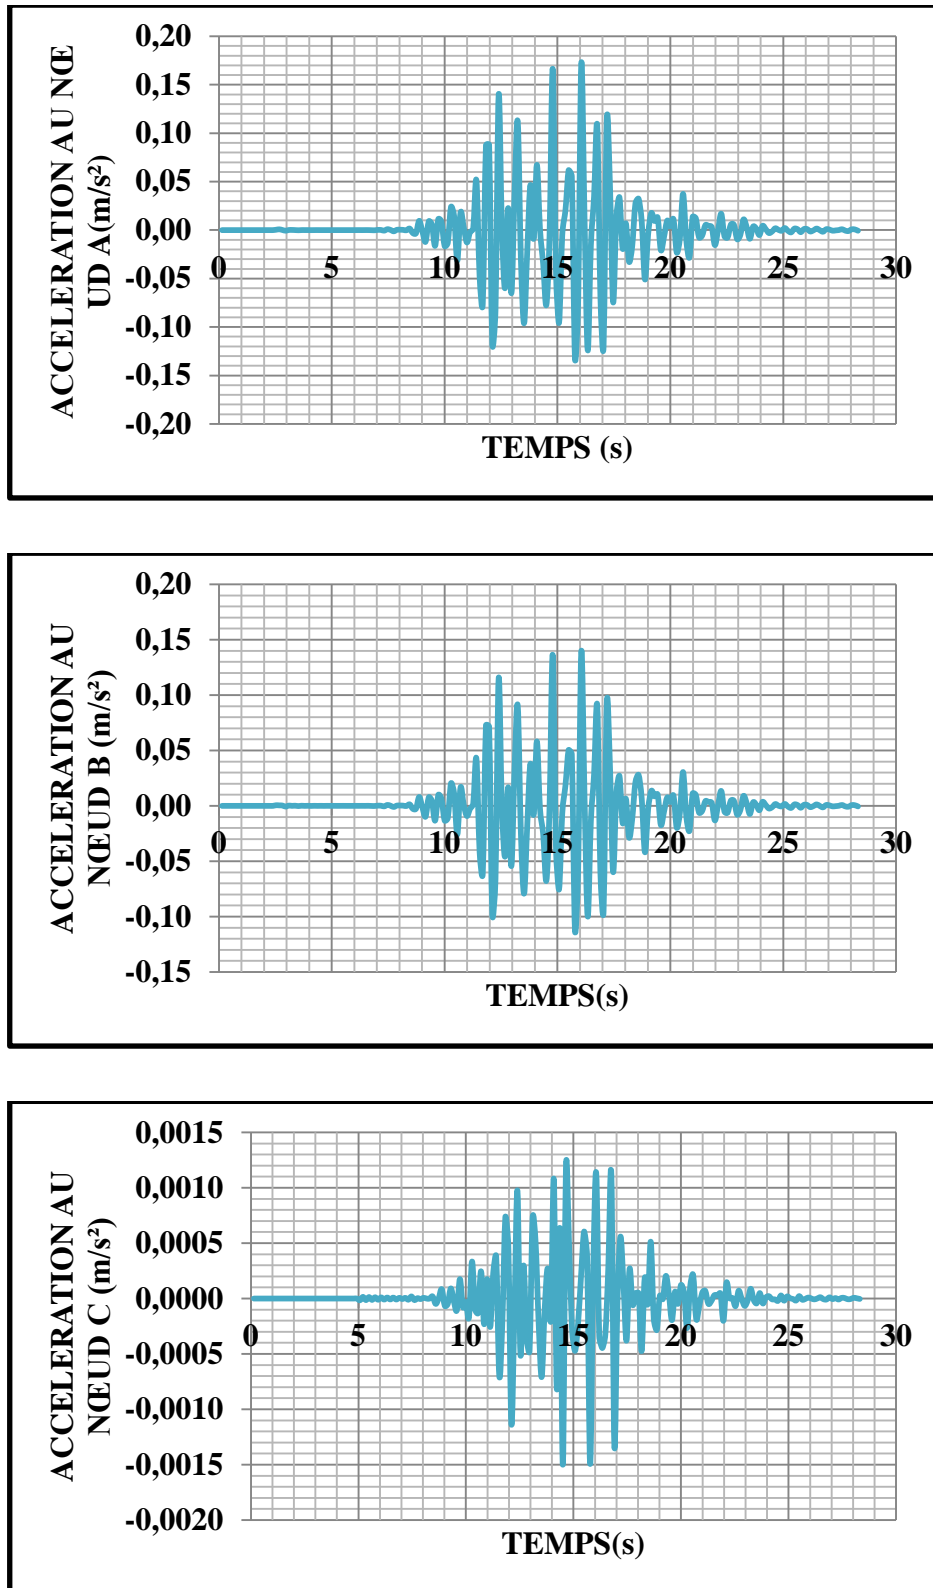 ACCELERATION AU NŒ
UD A(m/s²)
0,20
0,15
0,10
0,05
0,00
-0,05
-0,10
-0,15
-0,20
0 5 10 15 20 25 30
TEMPS (s)
ACCELERATION AU
NŒUD B (m/s²)
0,20
0,15
0,10
0,05
0,00
-0,05
-0,10
-0,15
0 5 10 15 20 25 30
TEMPS(s)
ACCELERATION AU
NŒUD C (m/s²)
0,0015
0,0010
0,0005
0,0000
-0,0005
-0,0010
-0,0015
-0,0020
0 5 10 15 20 25 30
TEMPS(s)